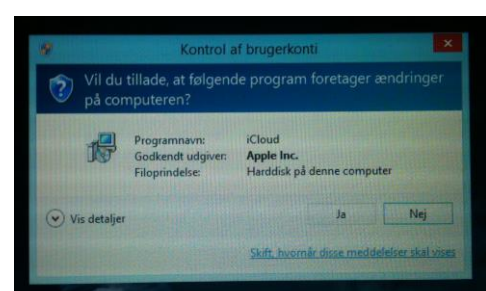 Kontrol af brugerkonti
Vil du tillade, at følgende program foretager ændringer
på computeren?
Programnavn: iCloud
Godkendt udgiver: Apple Inc.
Filoprindelse: Harddisk på denne computer
Vis detaljer Ja Nej
Skift, hvornår disse meddelelser skal vises